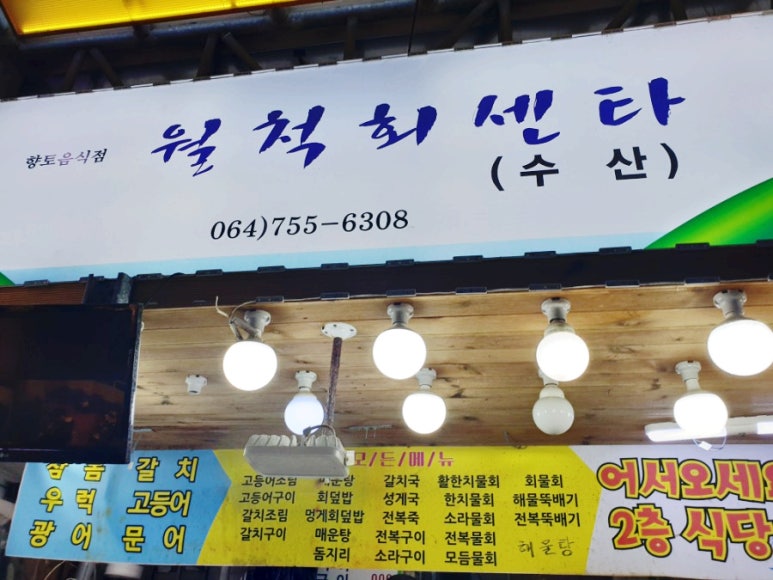 향토음식점 월척회센타
(수산)
064)755-6308
모/든/메/뉴
갈치
우럭 고등어
광어 문어
고등어조림 매운탕 갈치국 활한치물회 회물회
고등어구이 회덮밥 성게국 한치물회 해물뚝배기
갈치조림 멍게회덮밥 전복죽 소라물회 전복뚝배기
갈치구이 매운탕 전복구이 전복물회 해물탕
돔지리 소라구이 모듬물회
어서오세요
2층 식당